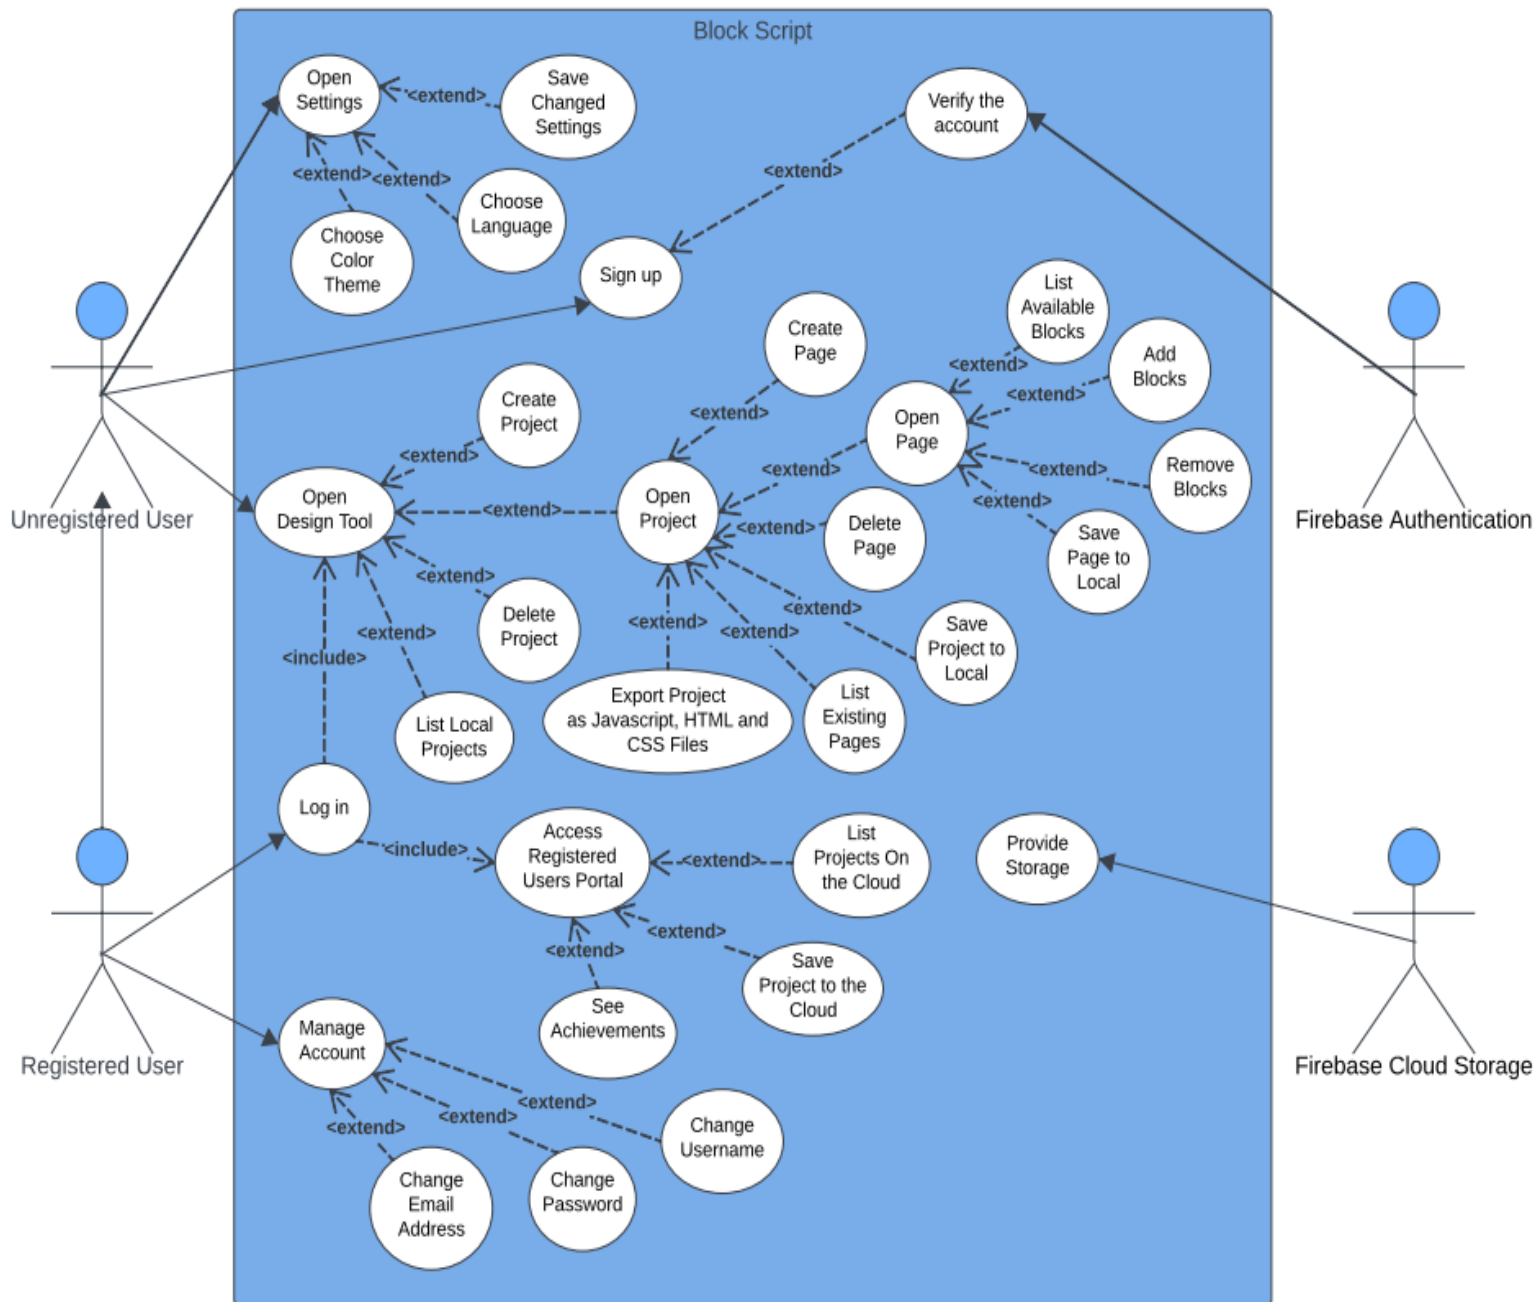 Block Script
Open
Settings
<extend>
Save
Changed
Settings
Verify the
account
<extend>
<extend>
<extend>
Choose
Language
Choose
Color
Theme
Sign up
List
Available
Blocks
Create
Page
<extend>
Add
Blocks
<extend>
Create
Project
<extend>
Open
Page
<extend>
<extend>
<extend>
Remove
Blocks
Open
Design Tool
<extend>
Open
Project
<extend>
Delete
Page
<extend>
Save
Page to
Local
Unregistered User
Firebase Authentication
<extend>
Delete
Project
<extend>
<extend>
<extend>
<extend>
Save
Project to
Local
<include>
List Local
Projects
Export Project
as Javascript, HTML and
CSS Files
List
Existing
Pages
Log in
<include>
Access
Registered
Users Portal
<extend>
List
Projects On
the Cloud
Provide
Storage
<extend>
<extend>
Save
Project to the
Cloud
See
Achievements
Manage
Account
Registered User
Firebase Cloud Storage
<extend>
<extend>
<extend>
Change
Username
Change
Email
Address
Change
Password